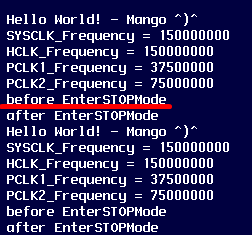 Hello World! - Mango ^)^
SYSCLK_Frequency = 150000000
HCLK_Frequency = 150000000
PCLK1_Frequency = 37500000
PCLK2_Frequency = 75000000
before EnterSTOPMode
after EnterSTOPMode
Hello World! - Mango ^)^
SYSCLK_Frequency = 150000000
HCLK_Frequency = 150000000
PCLK1_Frequency = 37500000
PCLK2_Frequency = 75000000
before EnterSTOPMode
after EnterSTOPMode